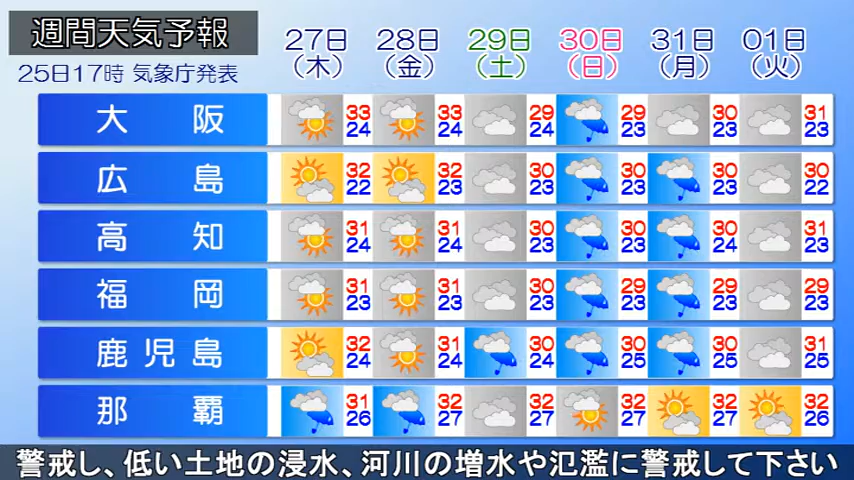 週間天気予報
25日17時 気象庁発表
27日 28日 29日 30日 31日 01日
(木) (金) (土) (日) (月) (火)
大阪 33 24 33 24 29 24 29 23 30 23 31 23
広島 32 22 32 23 30 23 30 23 30 23 30 22
高知 31 24 31 24 30 23 30 23 30 24 31 23
福岡 31 23 31 23 30 23 29 23 29 23 29 23
鹿児島 32 24 31 24 30 24 30 25 30 25 31 25
那覇 31 26 32 27 32 27 32 27 32 27 32 26
警戒し、低い土地の浸水、河川の増水や氾濫に警戒して下さい